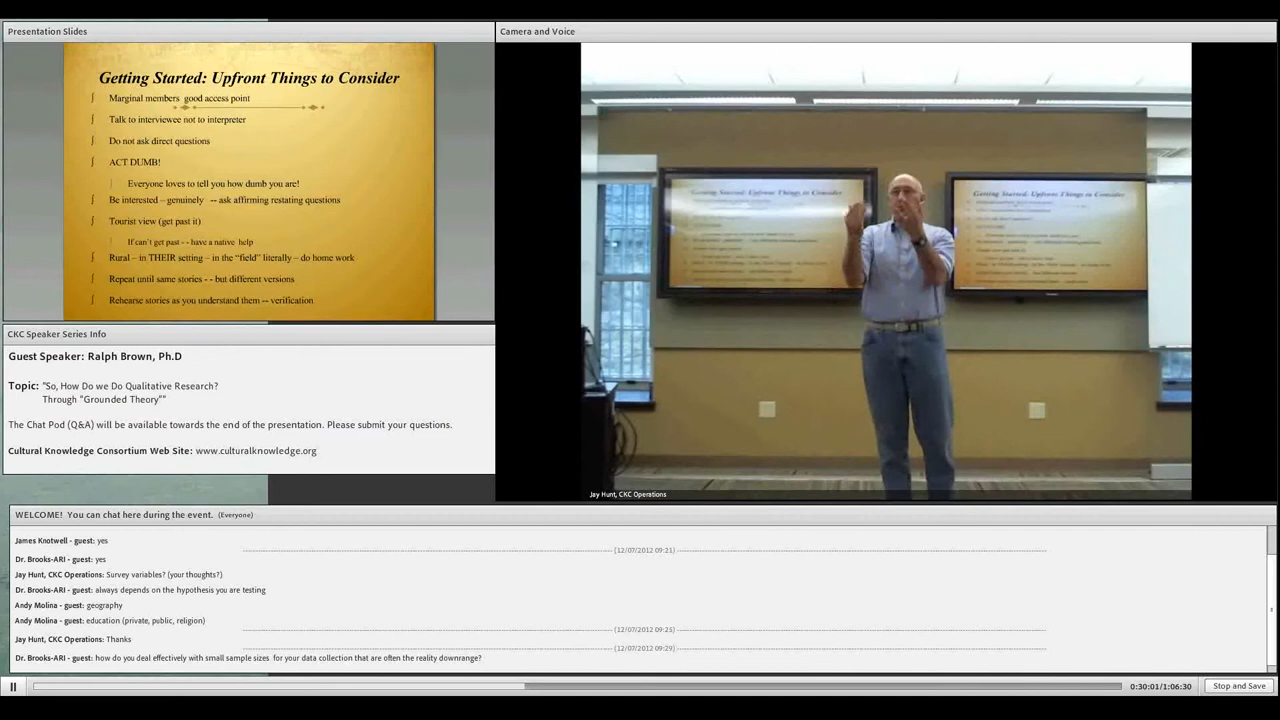 Presentation Slides
Getting Started: Upfront Things to Consider
∫ Marginal members good access point
∫ Talk to interviewee not to interpreter
∫ Do not ask direct questions
∫ ACT DUMB!
Everyone loves to tell you how dumb you are!
∫ Be interested – genuinely -- ask affirming restating questions
∫ Tourist view (get past it)
If can't get past - - have a native help
∫ Rural – in THEIR setting – in the “field” literally – do home work
∫ Repeat until same stories - - but different versions
∫ Rehearse stories as you understand them -- verification
Camera and Voice
Getting Started: Upfront Things to Consider
Getting Started: Upfront Things to Consider
Jay Hunt, CKC Operations
CKC Speaker Series Info
Guest Speaker: Ralph Brown, Ph.D
Topic: "So, How Do we Do Qualitative Research?
Through "Grounded Theory""
The Chat Pod (Q&A) will be available towards the end of the presentation. Please submit your questions.
Cultural Knowledge Consortium Web Site: www.culturalknowledge.org
WELCOME! You can chat here during the event. (Everyone)
James Knotwell - guest: yes
(12/07/2012 09:21)
Dr. Brooks-ARI - guest: yes
Jay Hunt, CKC Operations: Survey variables? (your thoughts?)
Dr. Brooks-ARI - guest: always depends on the hypothesis you are testing
Andy Molina - guest: geography
Andy Molina - guest: education (private, public, religion)
(12/07/2012 09:25)
Jay Hunt, CKC Operations: Thanks
(12/07/2012 09:29)
Dr. Brooks-ARI - guest: how do you deal effectively with small sample sizes for your data collection that are often the reality downrange?
0:30:01/1:06:30
Stop and Save